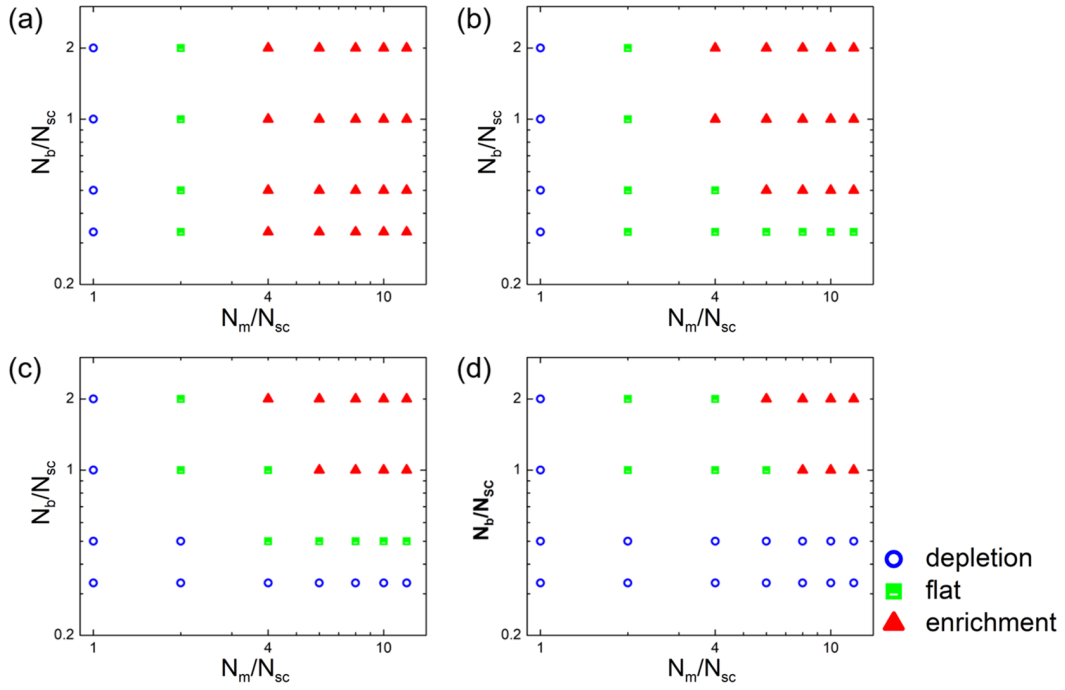 (a)
2
1
0.2
N_b/N_sc
1
4
10
N_m/N_sc
(b)
2
1
0.2
N_b/N_sc
1
4
10
N_m/N_sc
(c)
2
1
0.2
N_b/N_sc
1
4
10
N_m/N_sc
(d)
2
1
0.2
N_b/N_sc
1
4
10
N_m/N_sc
depletion
flat
enrichment